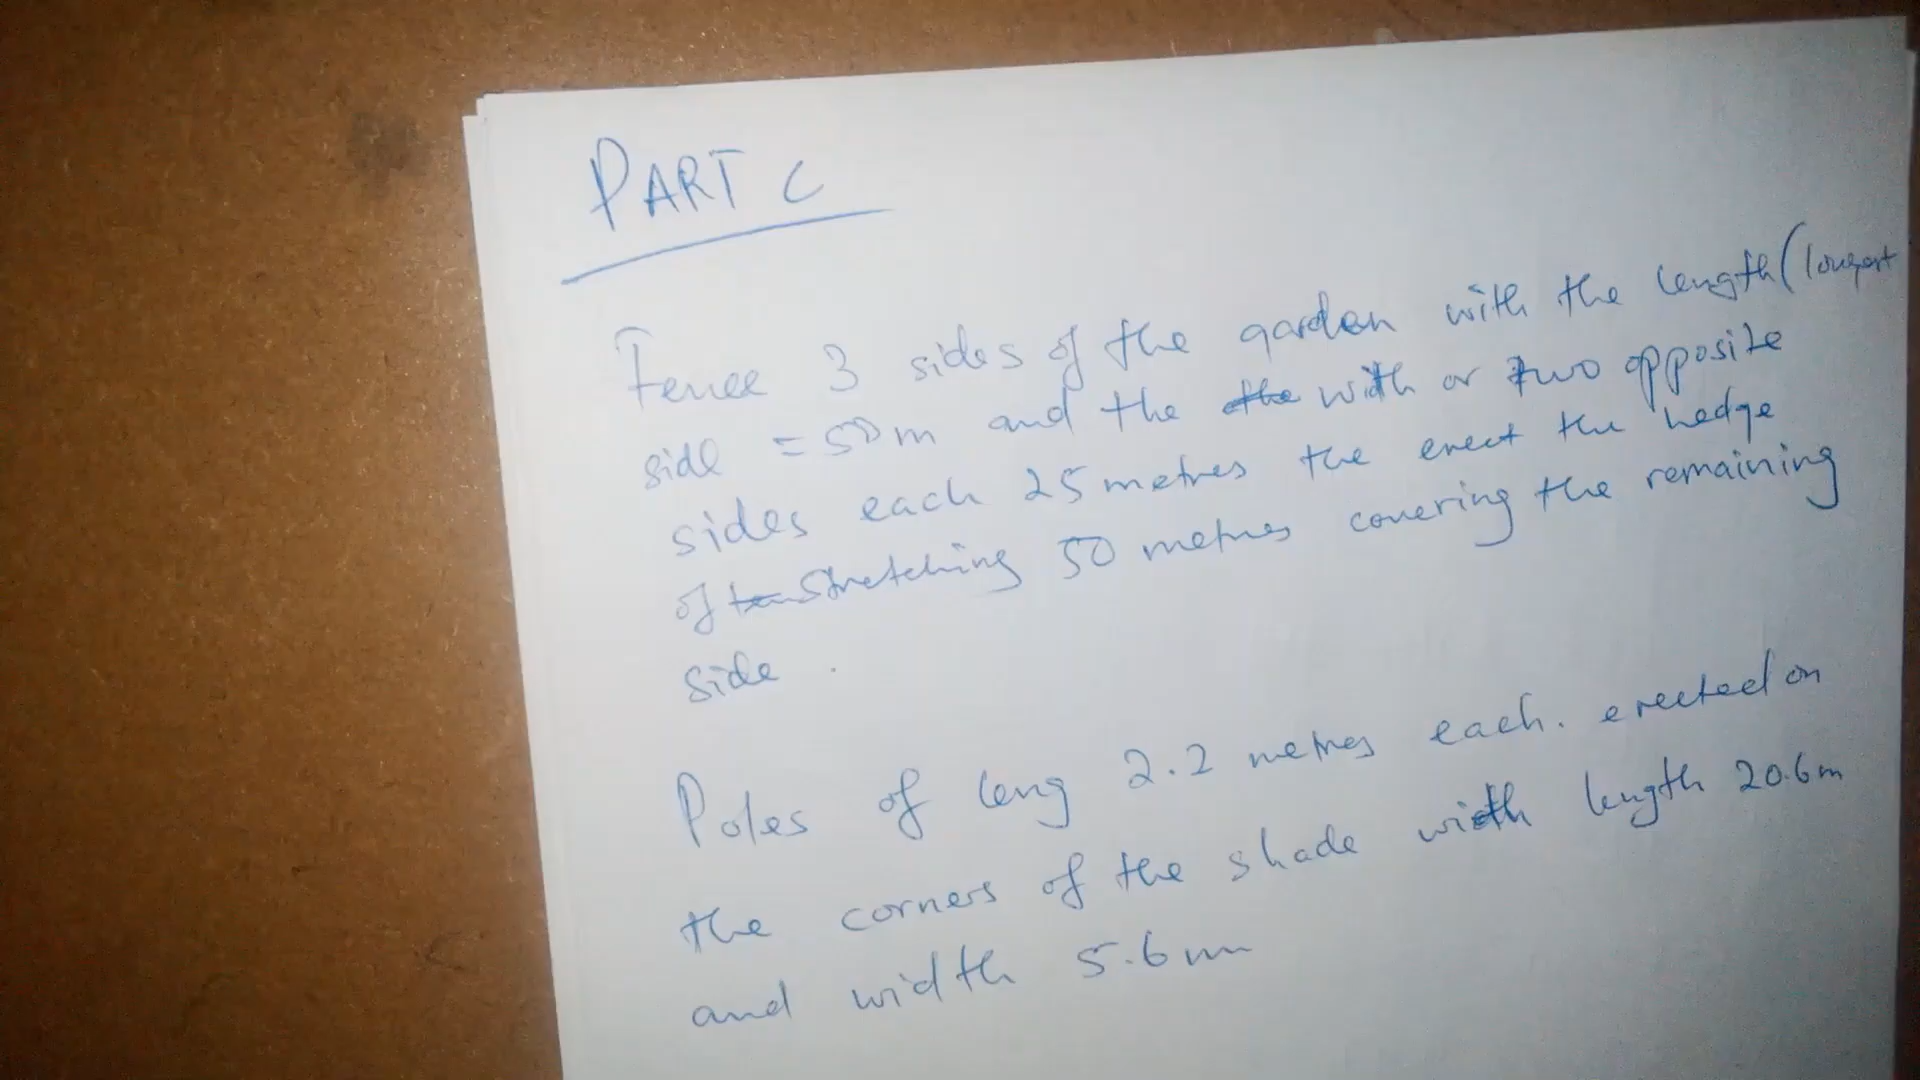 PART C
Fence 3 sides of the garden with the length (longest
side = 50m and the the with or two opposite
sides each 25 metres the erect the hedge
of stretching 50 metres covering the remaining
side.
Poles of leng 2.2 metres each. erected on
the corners of the shade with length 20.6m
and width 5.6m